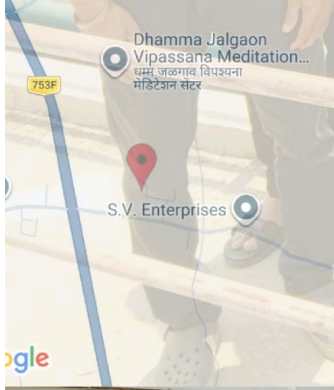 Dhamma Jalgaon
Vipassana Meditation...
धम्म जळगाव विपश्यना
मेडिटेशन सेंटर
753F
S.V. Enterprises
ogle